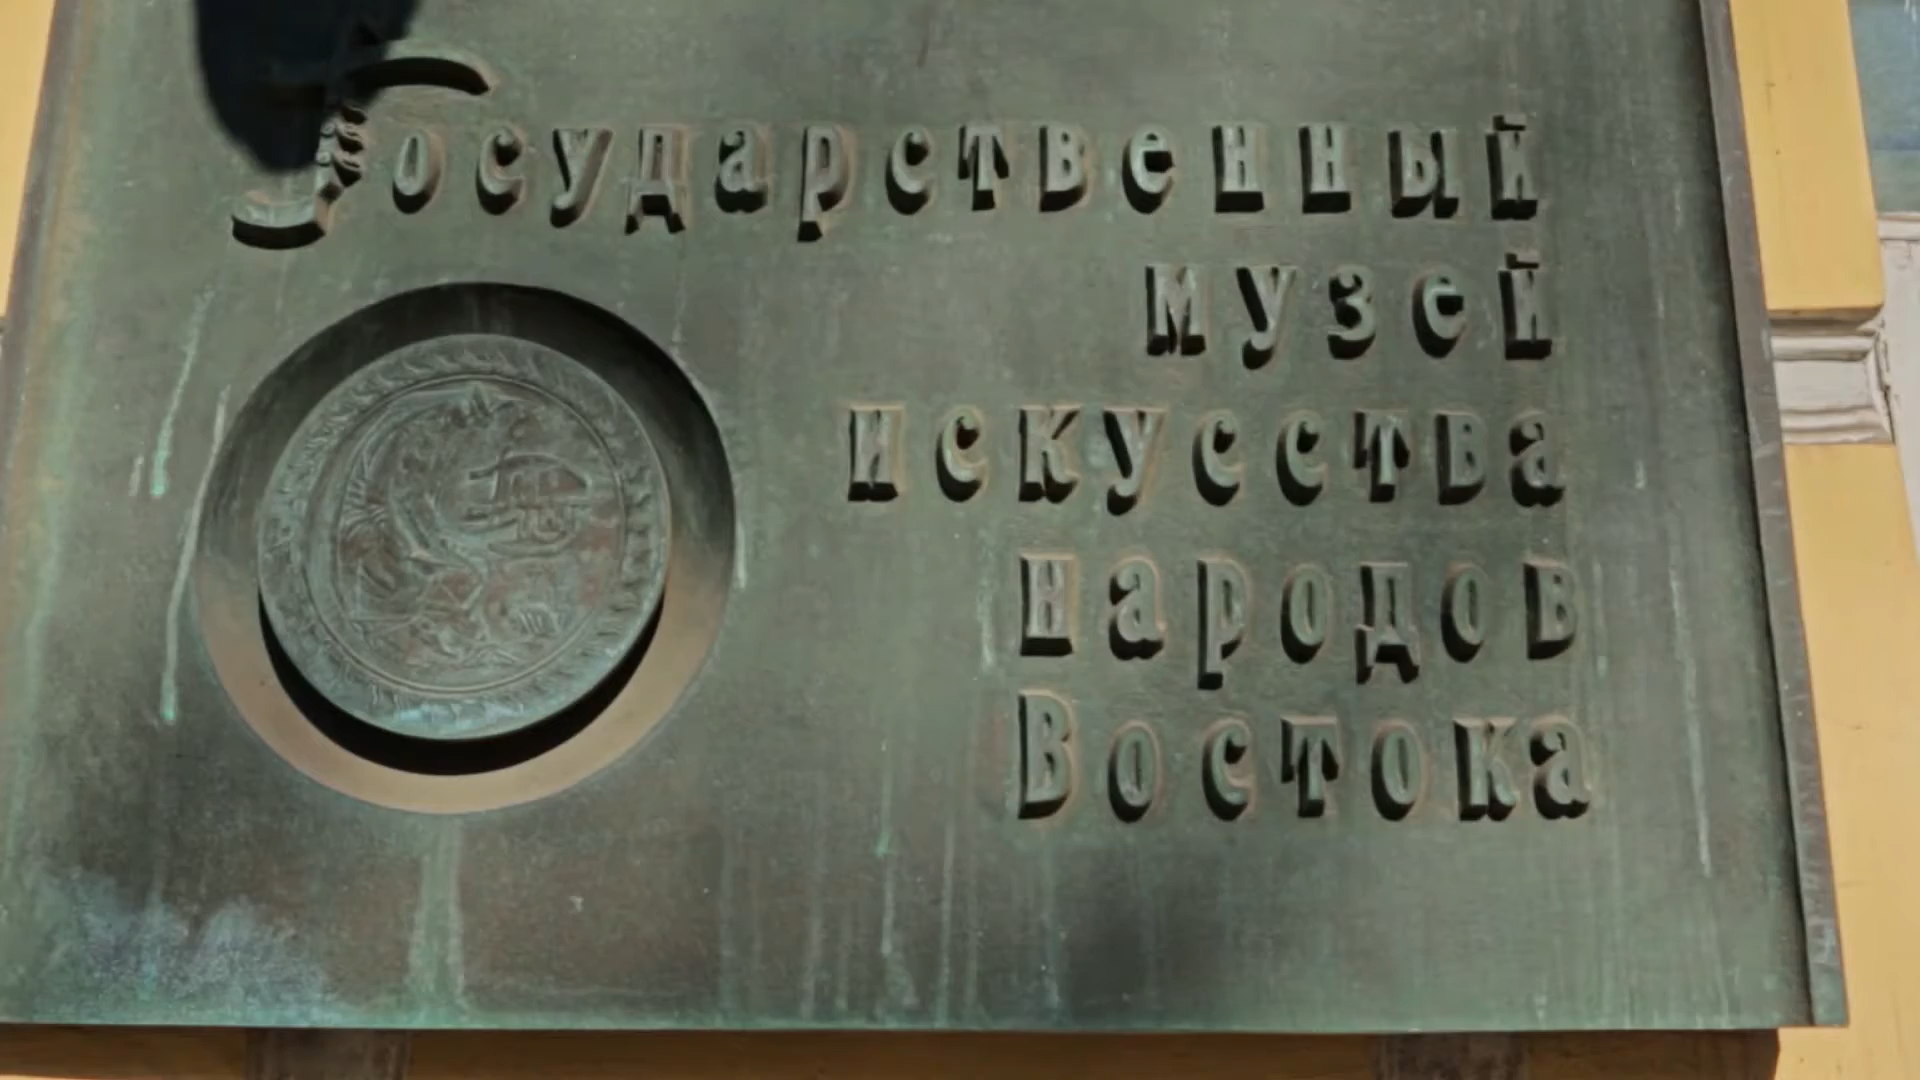 Государственный
музей
искусства
народов
Востока